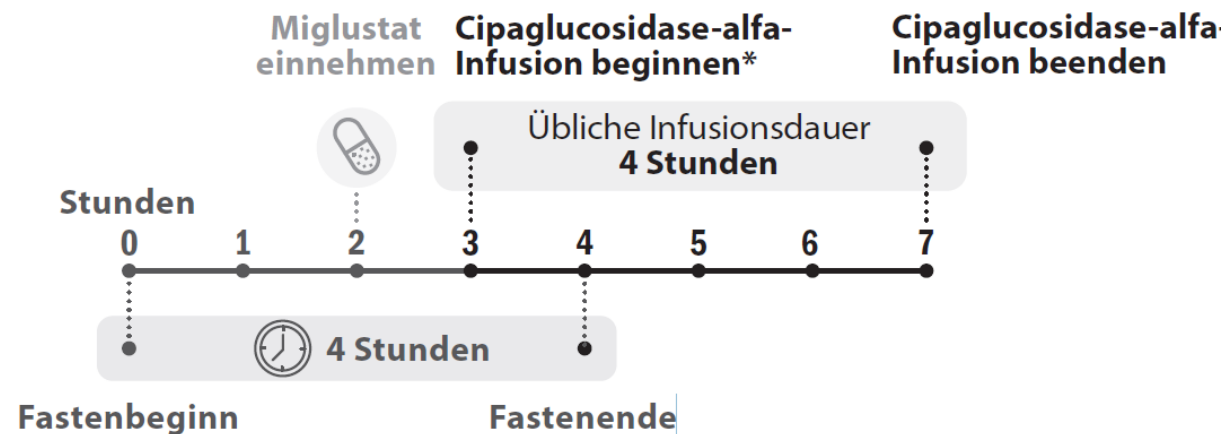 Miglustat
einnehmen
Cipaglucosidase-alfa-
Infusion beginnen*
Cipaglucosidase-alfa-
Infusion beenden
Übliche Infusionsdauer
4 Stunden
Stunden
0 1 2 3 4 5 6 7
4 Stunden
Fastenbeginn
Fastenende